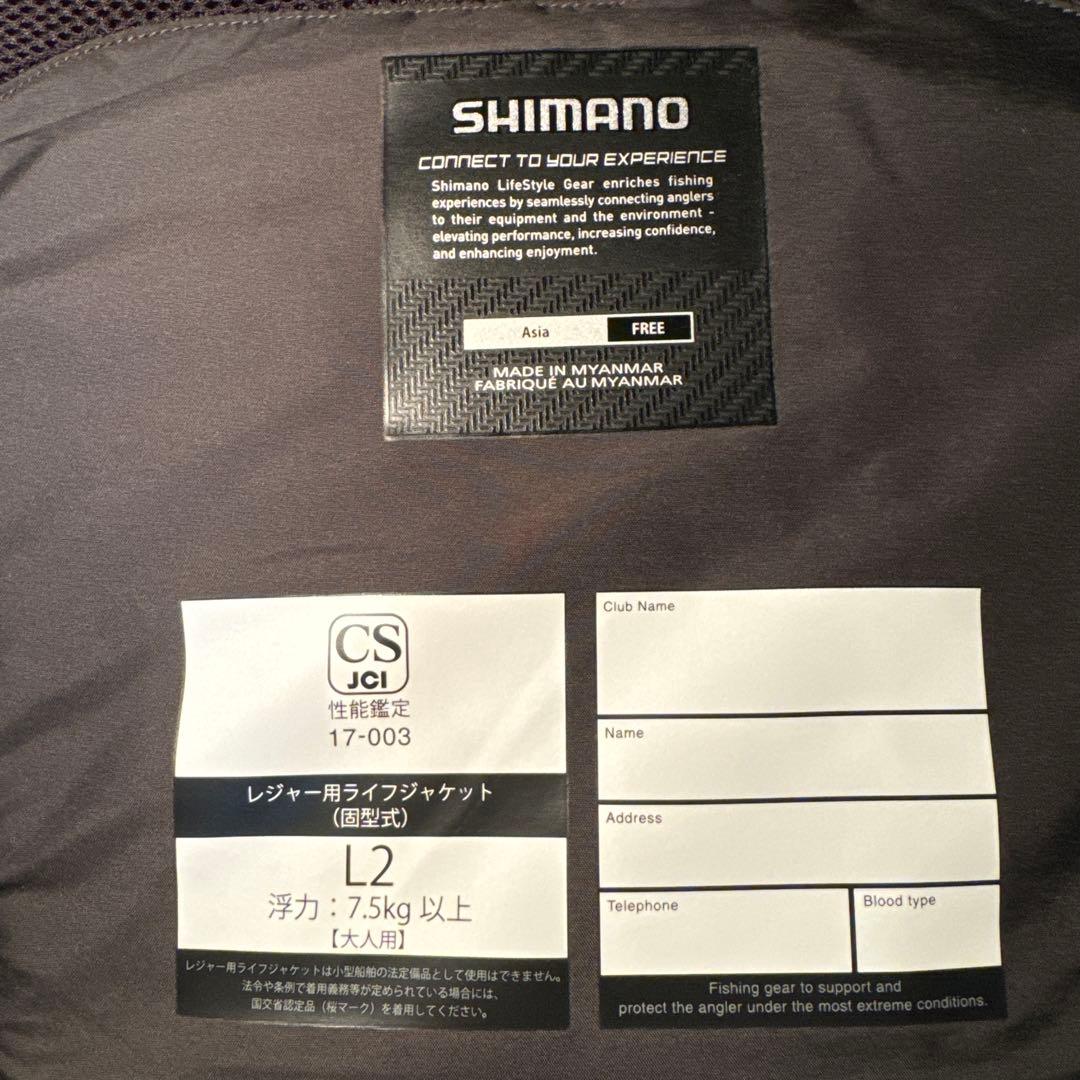 SHIMANO
CONNECT TO YOUR EXPERIENCE
Shimano LifeStyle Gear enriches fishing
experiences by seamlessly connecting anglers
to their equipment and the environment -
elevating performance, increasing confidence,
and enhancing enjoyment.
Asia FREE
MADE IN MYANMAR
FABRIQUÉ AU MYANMAR
CS
JCI
性能鑑定
17-003
レジャー用ライフジャケット
（固型式）
L2
浮力：7.5kg 以上
【大人用】
レジャー用ライフジャケットは小型船舶の法定備品として使用はできません。
法令や条例で着用義務等が定められている場合には、
国交省認定品（桜マーク）を着用してください。
Club Name
Name
Address
Telephone
Blood type
Fishing gear to support and
protect the angler under the most extreme conditions.